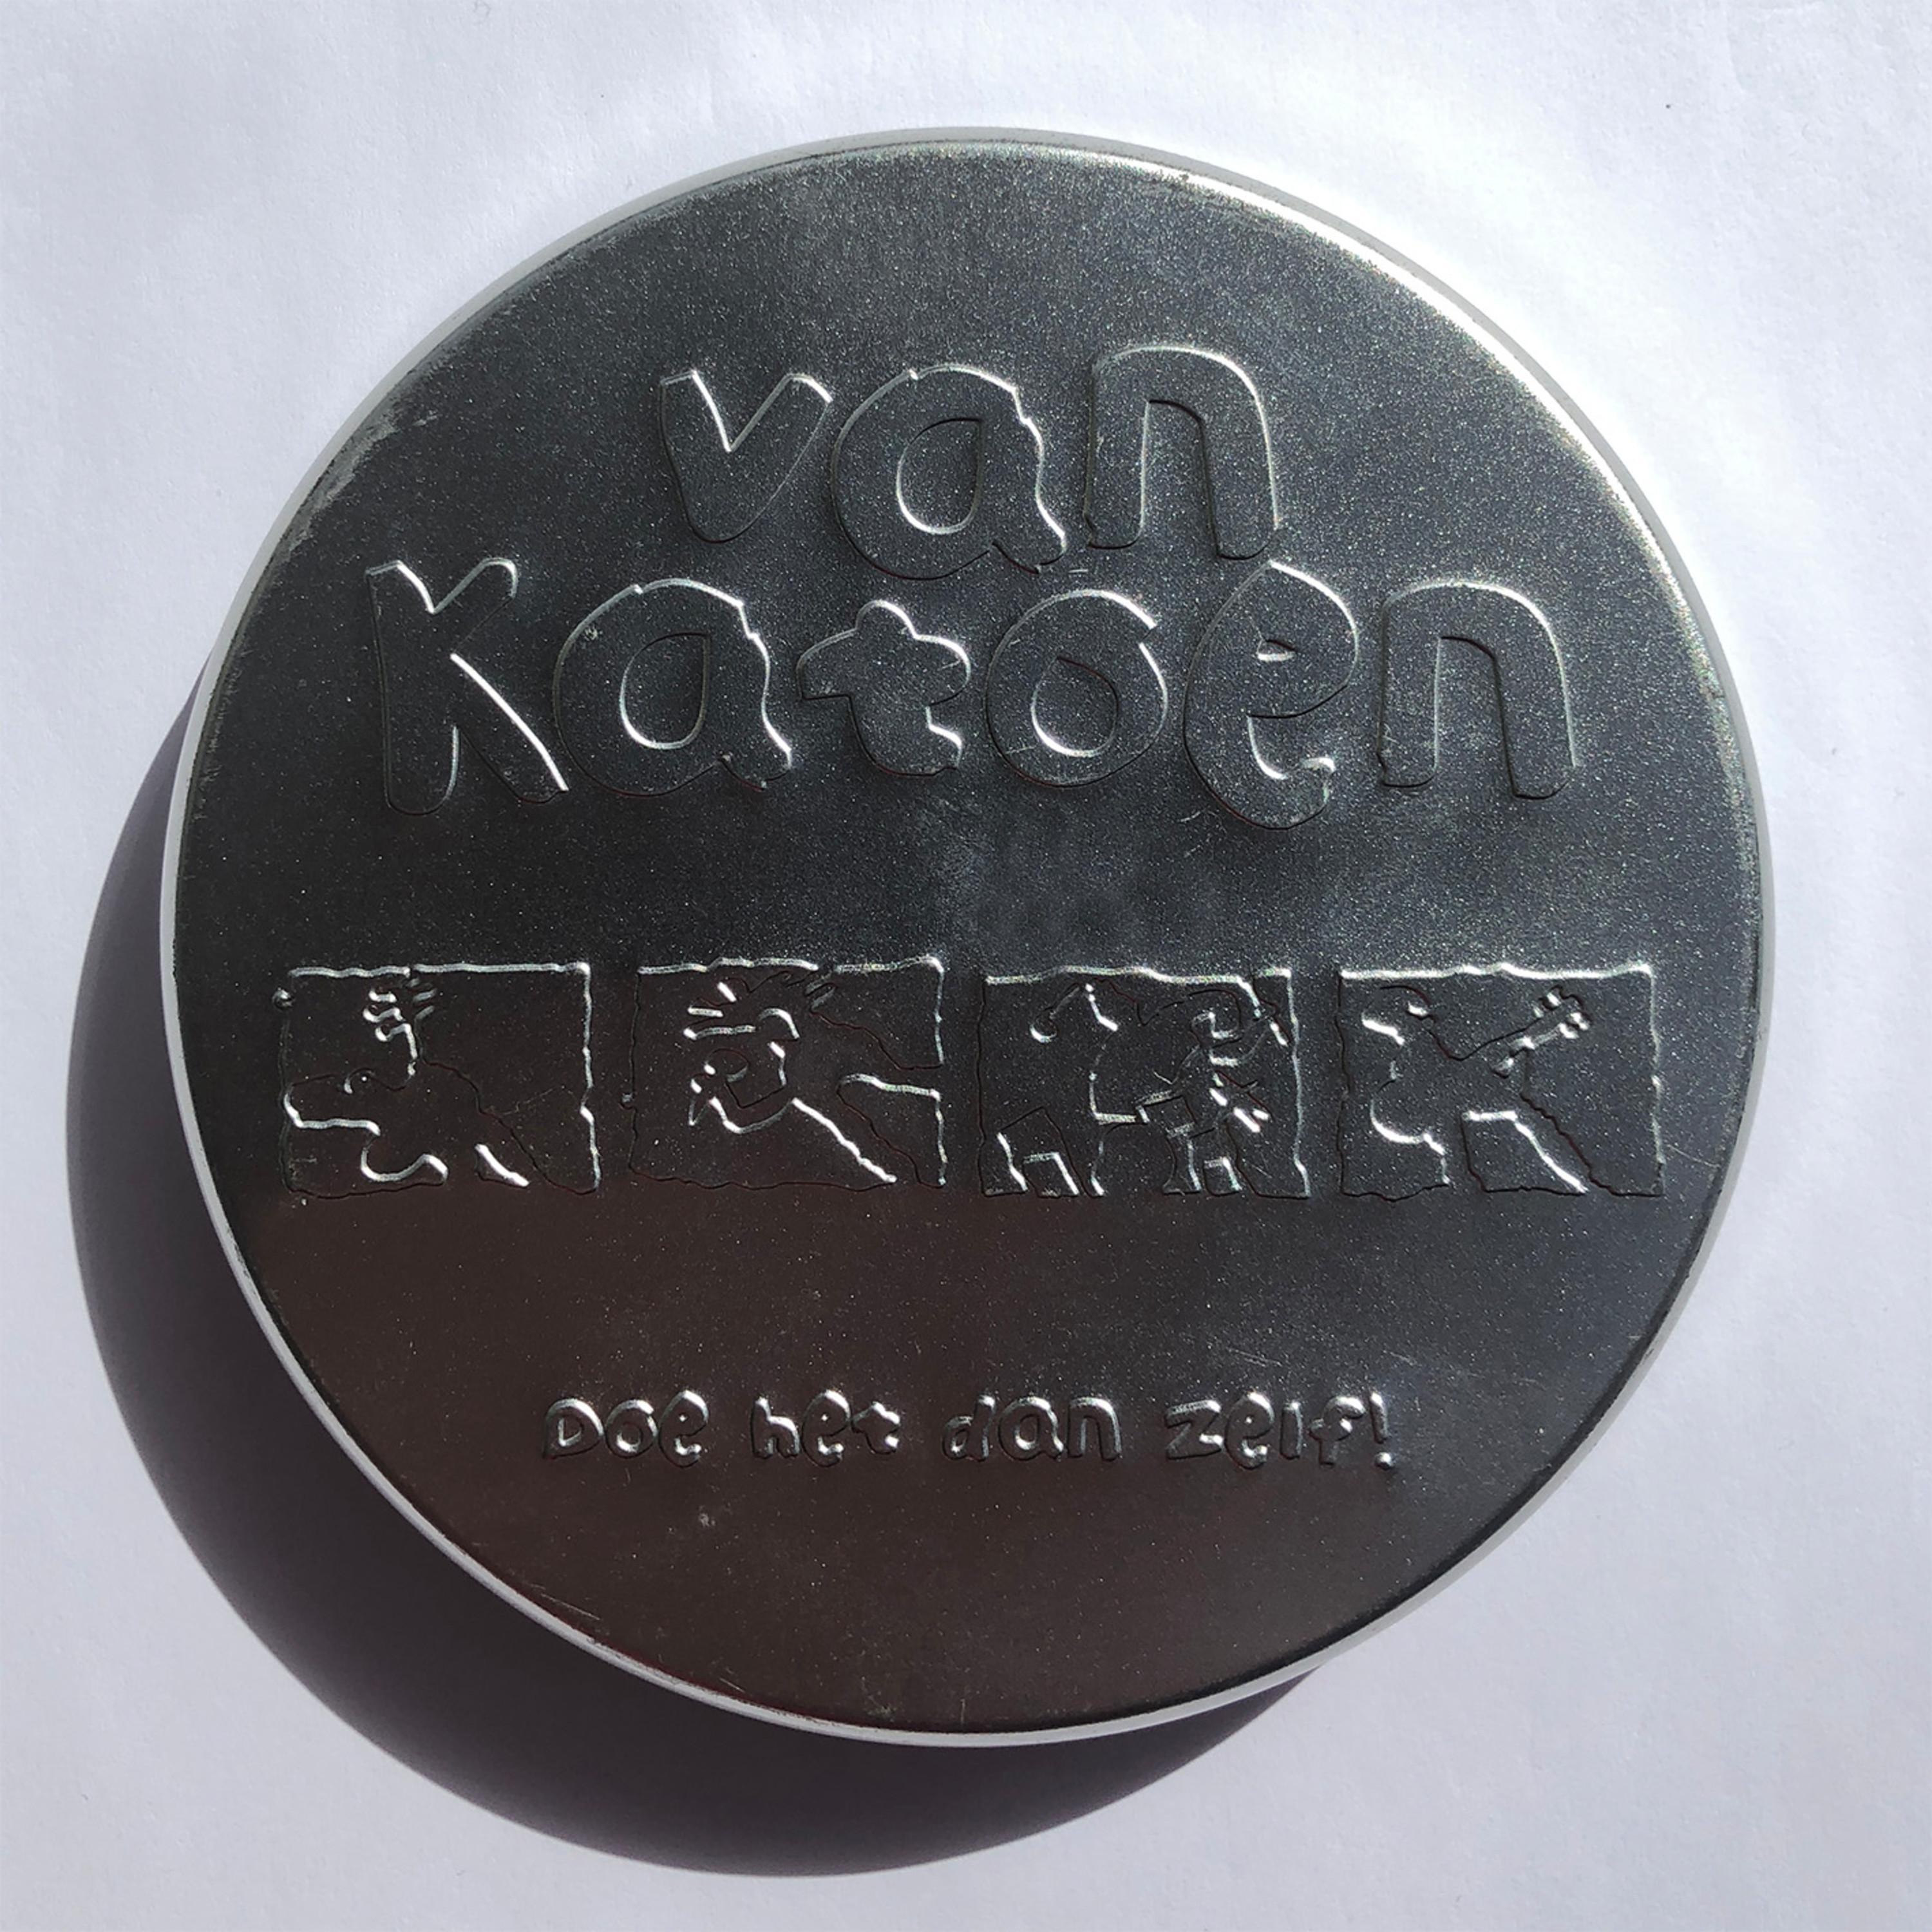 van
Katoen
Doe het dan zelf!